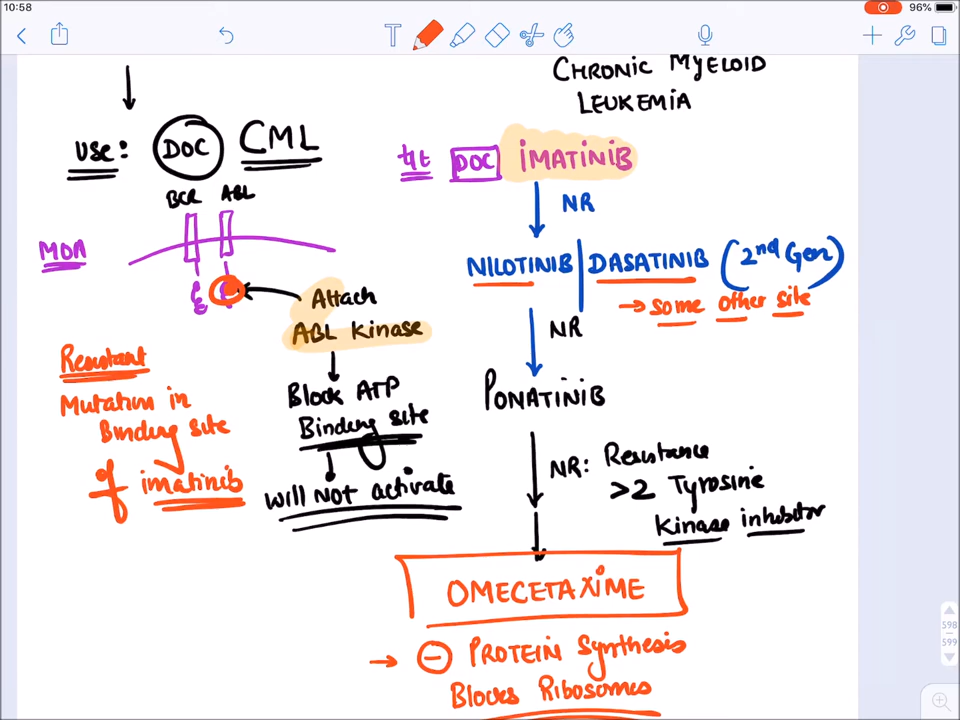 10:58
96%
T
CHRONIC MYELOID
LEUKEMIA
USE: DOC CML
BCR ABL
MOA
Attach
ABL Kinase
Block ATP
Binding site
Will Not activate
Resistant
Mutation in
Binding site
of imatinib
DOC IMATINIB
NR
NILOTINIB DASATINIB (2nd Gen)
→ some other site
NR
PONATINIB
NR: Resistance
>2 Tyrosine
Kinase inhibitor
OMECETAXIME
→ ⊖ PROTEIN Synthesis
Blocks Ribosomes
598
599